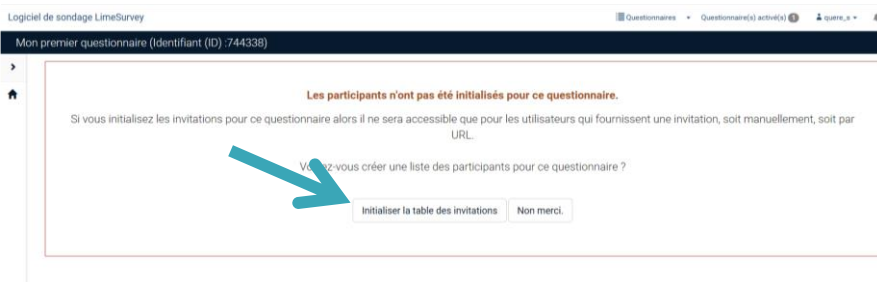 Logiciel de sondage LimeSurvey
Questionnaires
Questionnaire(s) activé(s) 1
quere_s
Mon premier questionnaire (Identifiant (ID) :744338)
Les participants n'ont pas été initialisés pour ce questionnaire.
Si vous initialisez les invitations pour ce questionnaire alors il ne sera accessible que pour les utilisateurs qui fournissent une invitation, soit manuellement, soit par
URL.
créer une liste des participants pour ce questionnaire ?
Initialiser la table des invitations
Non merci.